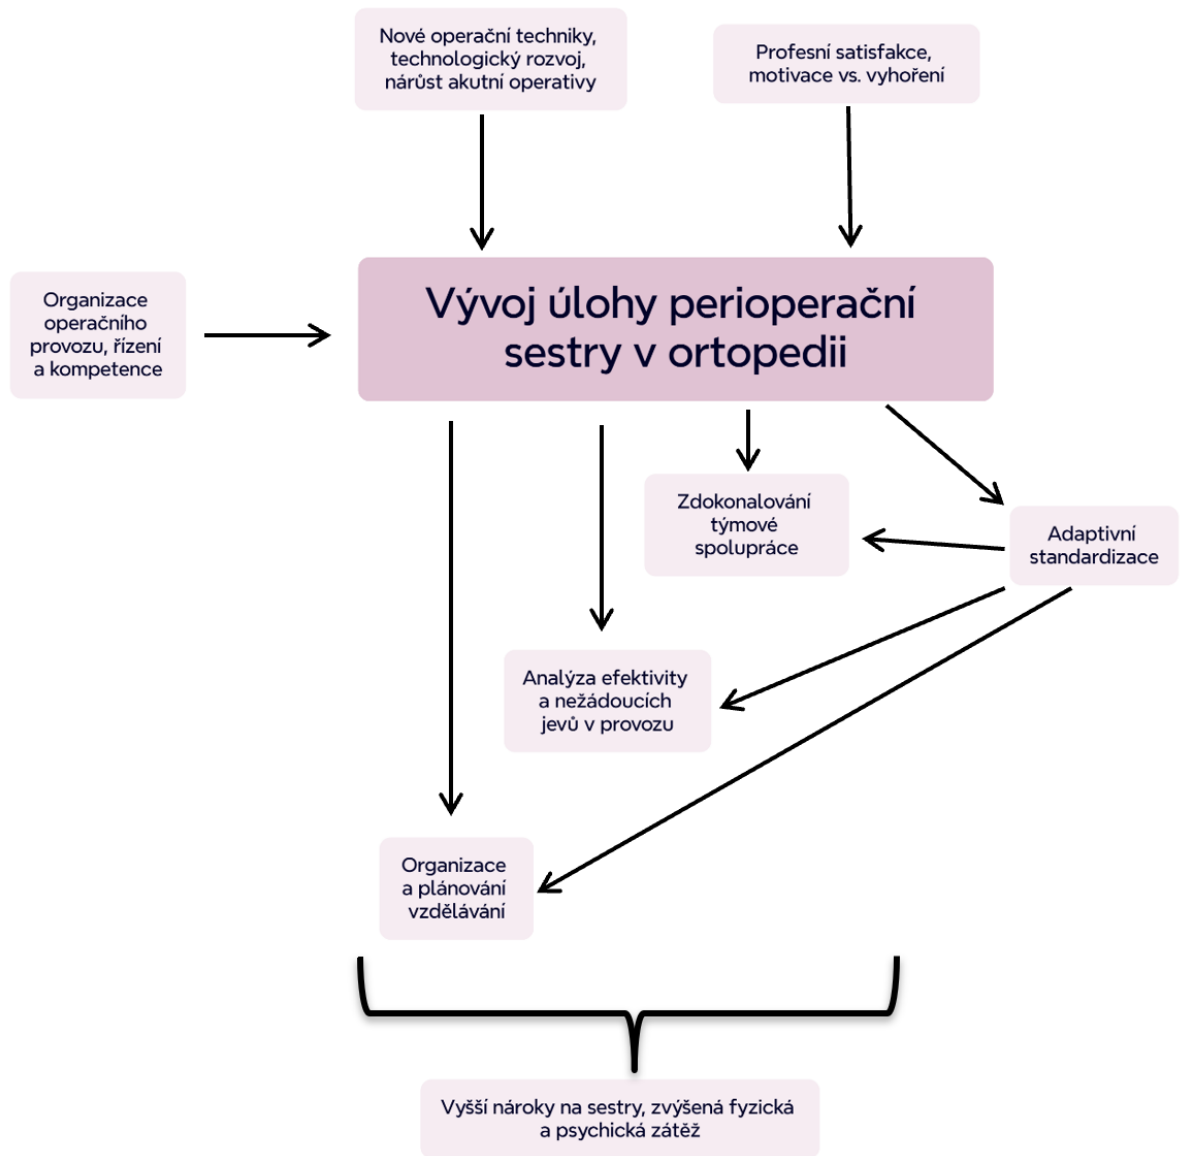 Nové operační techniky,
technologický rozvoj,
nárůst akutní operativy
Profesní satisfakce,
motivace vs. vyhoření
Organizace
operačního
provozu, řízení
a kompetence
Vývoj úlohy perioperační
sestry v ortopedii
Zdokonalování
týmové
spolupráce
Adaptivní
standardizace
Analýza efektivity
a nežádoucích
jevů v provozu
Organizace
a plánování
vzdělávání
Vyšší nároky na sestry, zvýšená fyzická
a psychická zátěž